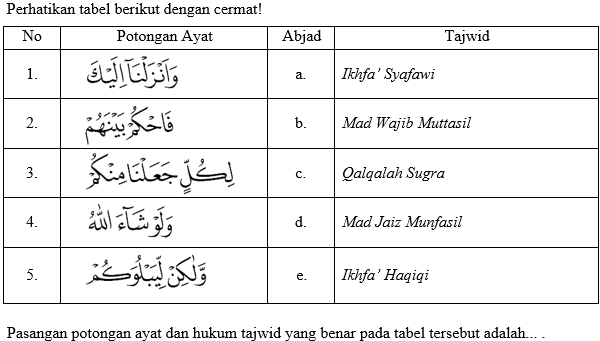 Perhatikan tabel berikut dengan cermat!
No Potongan Ayat Abjad Tajwid
1. وَاَنْزَلْنَآ اِلَيْكَ a. Ikhfa’ Syafawi
2. فَاحْكُمْ بَيْنَهُمْ b. Mad Wajib Muttasil
3. لِكُلٍّ جَعَلْنَا مِنْكُمْ c. Qalqalah Sugra
4. وَلَوْ شَآءَ اللّٰهُ d. Mad Jaiz Munfasil
5. وَّلٰكِنْ لِّيَبْلُوَكُمْ e. Ikhfa’ Haqiqi
Pasangan potongan ayat dan hukum tajwid yang benar pada tabel tersebut adalah... .